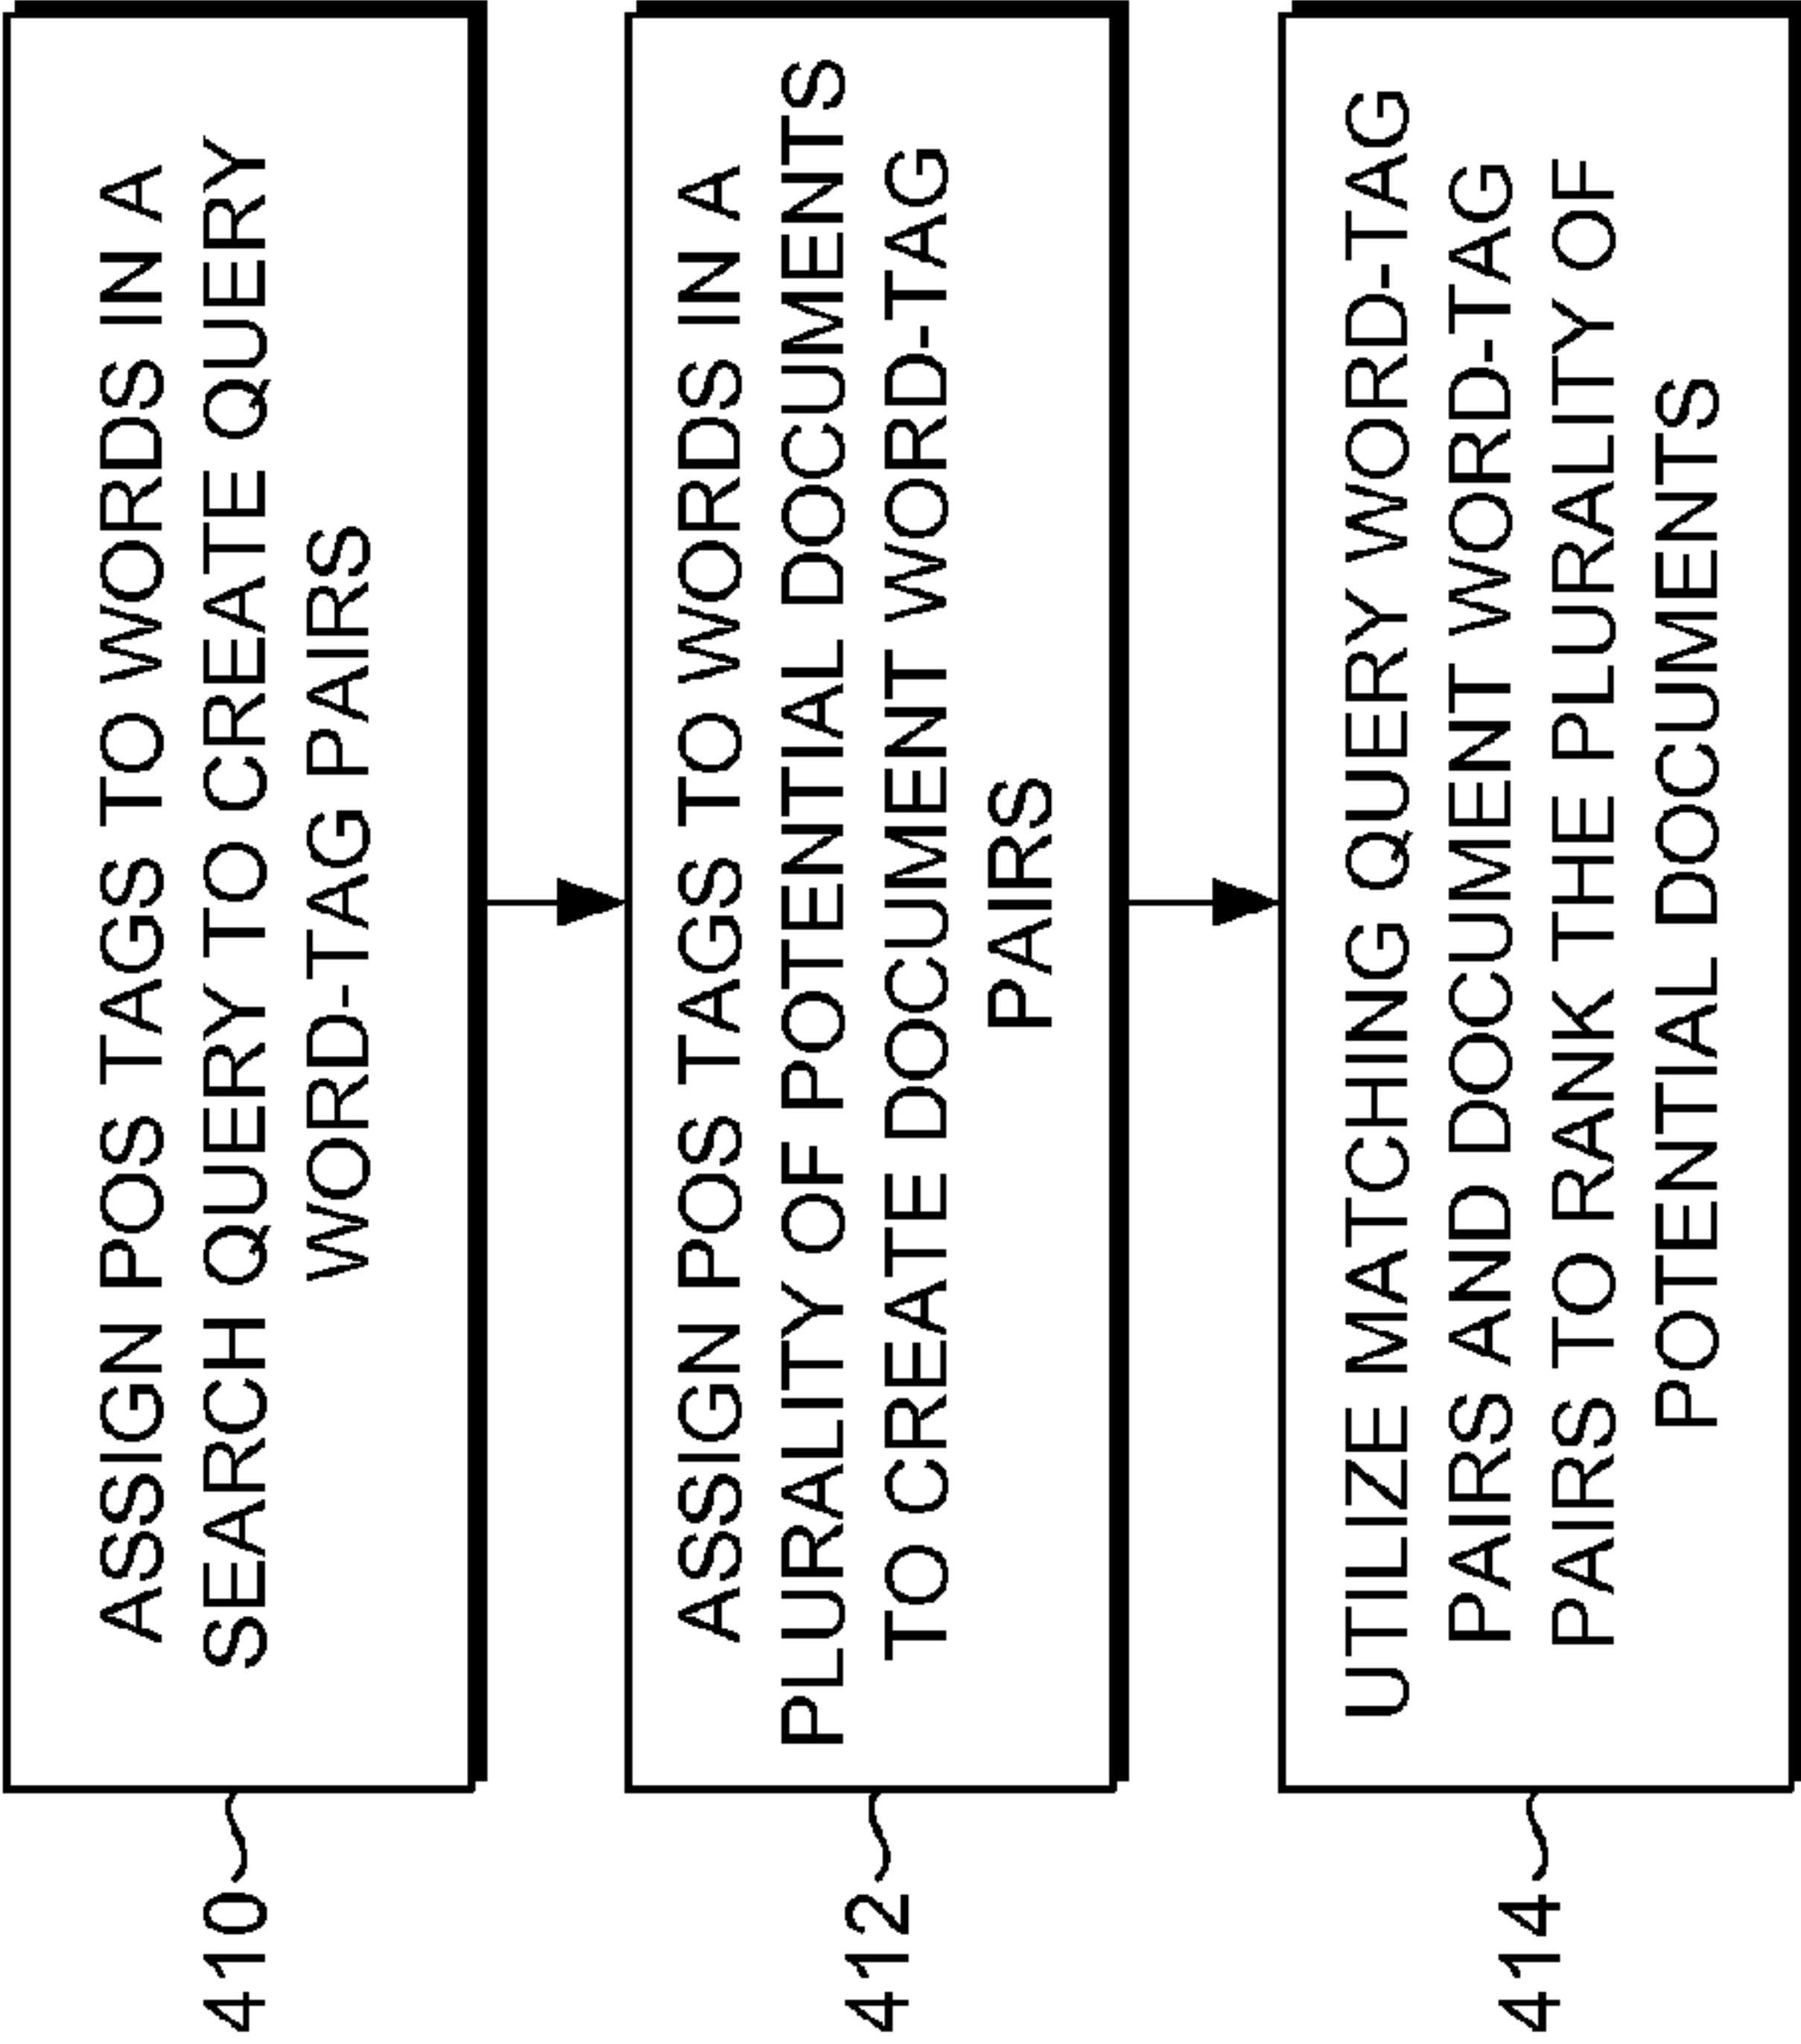 410
ASSIGN POS TAGS TO WORDS IN A
SEARCH QUERY TO CREATE QUERY
WORD-TAG PAIRS
412
ASSIGN POS TAGS TO WORDS IN A
PLURALITY OF POTENTIAL DOCUMENTS
TO CREATE DOCUMENT WORD-TAG
PAIRS
414
UTILIZE MATCHING QUERY WORD-TAG
PAIRS AND DOCUMENT WORD-TAG
PAIRS TO RANK THE PLURALITY OF
POTENTIAL DOCUMENTS